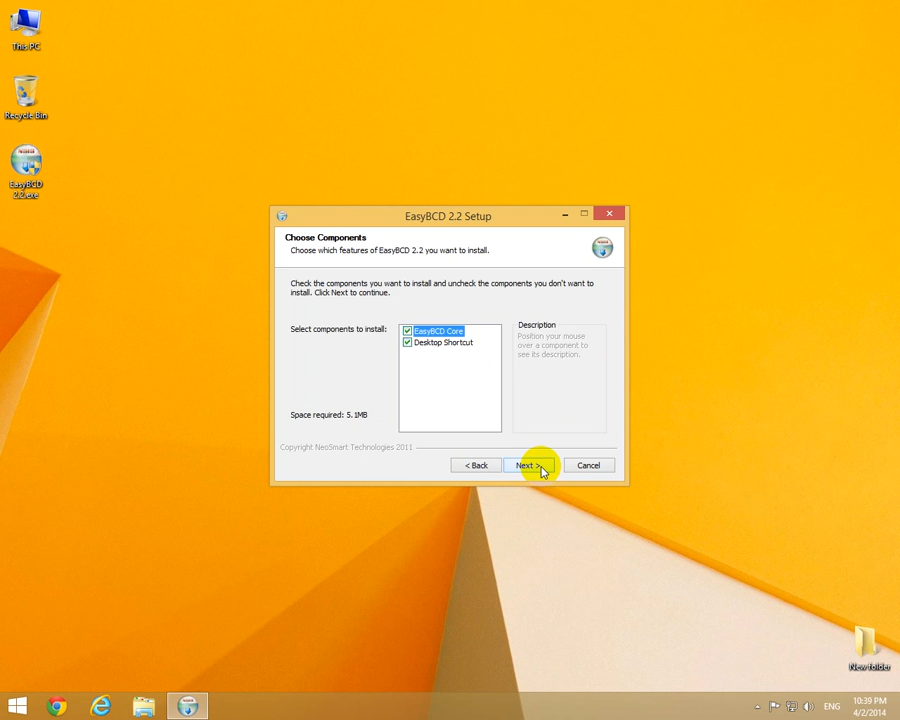 This PC
Recycle Bin
EasyBCD
2.2.exe
EasyBCD 2.2 Setup
Choose Components
Choose which features of EasyBCD 2.2 you want to install.
Check the components you want to install and uncheck the components you don't want to
install. Click Next to continue.
Select components to install:
EasyBCD Core
Desktop Shortcut
Description
Position your mouse
over a component to
see its description.
Space required: 5.1MB
Copyright NeoSmart Technologies 2011
< Back
Next >
Cancel
New folder
ENG
10:39 PM
4/2/2014